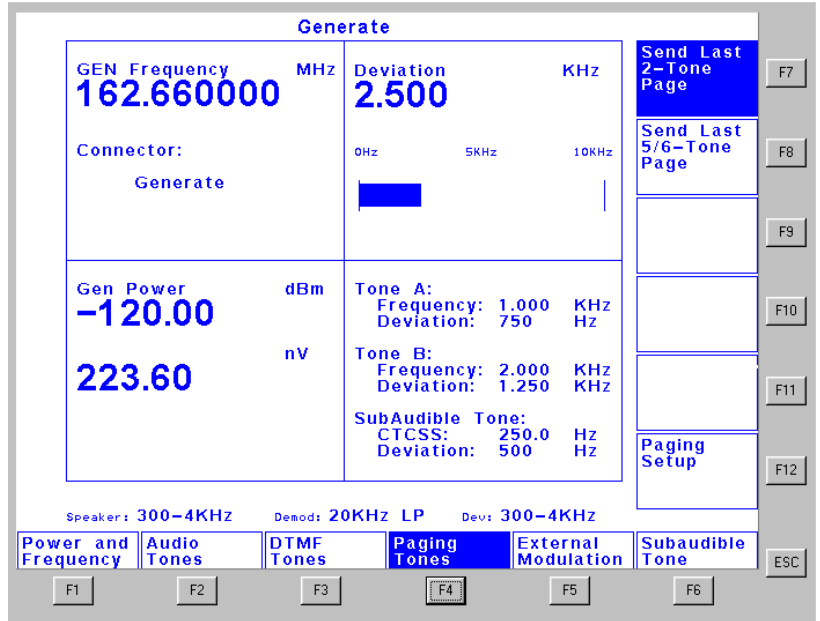 Generate
GEN Frequency MHz
162.660000
Connector:
Generate
Deviation KHz
2.500
0Hz 5KHz 10KHz
Gen Power dBm
−120.00
nV
223.60
Tone A:
Frequency: 1.000 KHz
Deviation: 750 Hz
Tone B:
Frequency: 2.000 KHz
Deviation: 1.250 KHz
SubAudible Tone:
CTCSS: 250.0 Hz
Deviation: 500 Hz
Send Last
2−Tone
Page
F7
Send Last
5/6−Tone
Page
F8
F9
F10
F11
Paging
Setup
F12
Speaker: 300−4KHz Demod: 20KHz LP Dev: 300−4KHz
Power and
Frequency
Audio
Tones
DTMF
Tones
Paging
Tones
External
Modulation
Subaudible
Tone
ESC
F1 F2 F3 F4 F5 F6